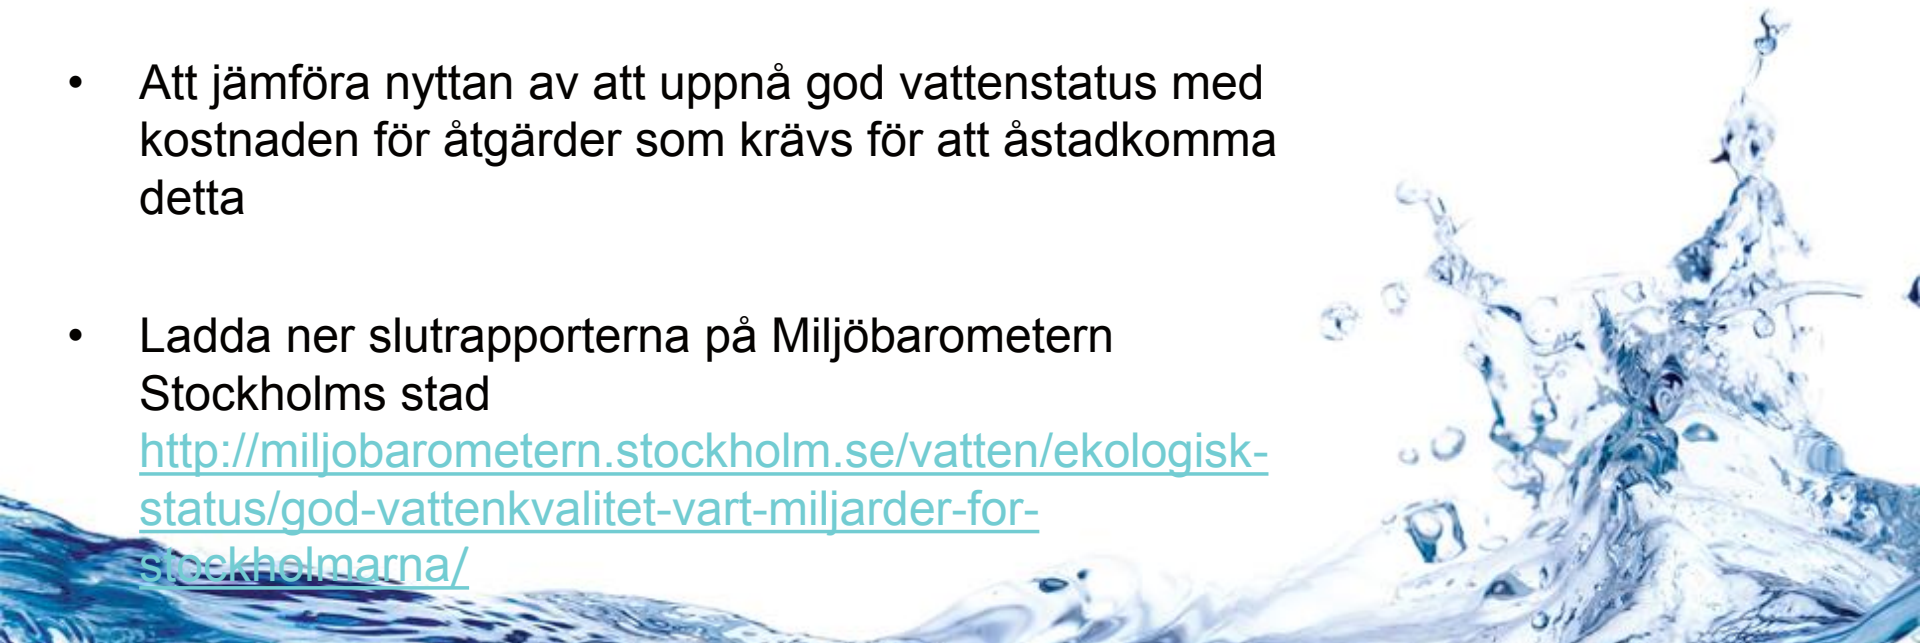 • Att jämföra nyttan av att uppnå god vattenstatus med
kostnaden för åtgärder som krävs för att åstadkomma
detta
• Ladda ner slutrapporterna på Miljöbarometern
Stockholms stad
http://miljobarometern.stockholm.se/vatten/ekologisk-
status/god-vattenkvalitet-vart-miljarder-for-
stockholmarna/